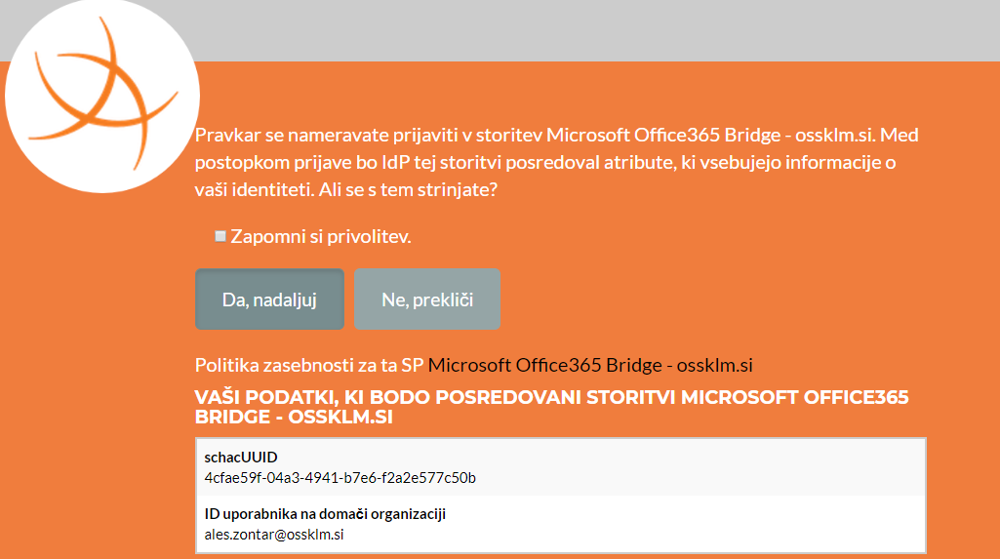 Pravkar se nameravate prijaviti v storitev Microsoft Office365 Bridge - ossklm.si. Med
postopkom prijave bo IdP tej storitvi posredoval atribute, ki vsebujejo informacije o
vaši identiteti. Ali se s tem strinjate?
Zapomni si privolitev.
Da, nadaljuj Ne, prekliči
Politika zasebnosti za ta SP Microsoft Office365 Bridge - ossklm.si
VAŠI PODATKI, KI BODO POSREDOVANI STORITVI MICROSOFT OFFICE365
BRIDGE - OSSKLM.SI
schacUUID
4cfae59f-04a3-4941-b7e6-f2a2e577c50b
ID uporabnika na domači organizaciji
ales.zontar@ossklm.si